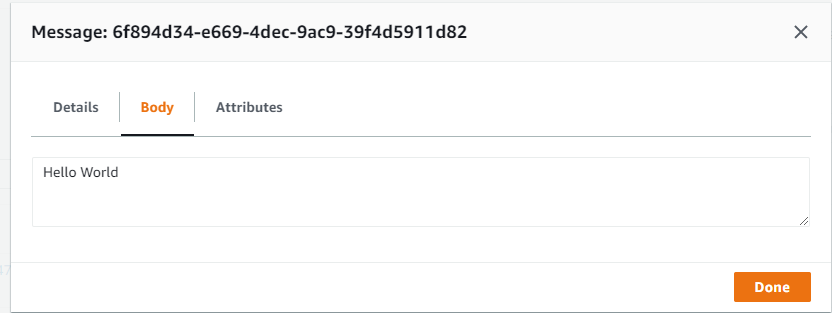 Message: 6f894d34-e669-4dec-9ac9-39f4d5911d82
Details
Body
Attributes
Hello World
Done